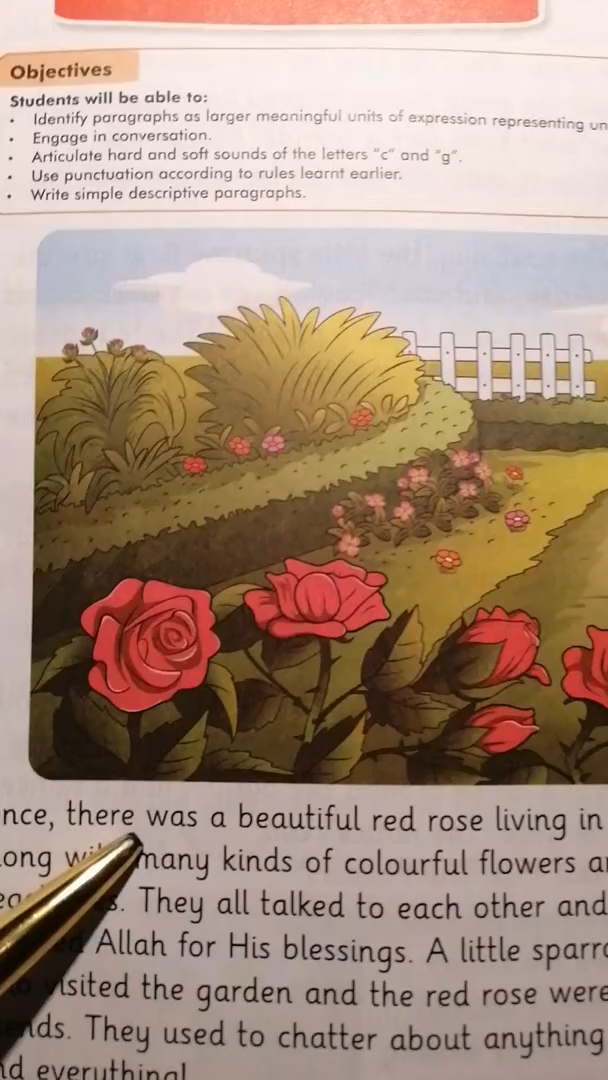 Objectives
Students will be able to:
• Identify paragraphs as larger meaningful units of expression representing un
• Engage in conversation.
• Articulate hard and soft sounds of the letters "c" and "g".
• Use punctuation according to rules learnt earlier.
• Write simple descriptive paragraphs.
nce, there was a beautiful red rose living in
ong many kinds of colourful flowers a
They all talked to each other and
Allah for His blessings. A little sparro
visited the garden and the red rose were
nds. They used to chatter about anything
nd everything!